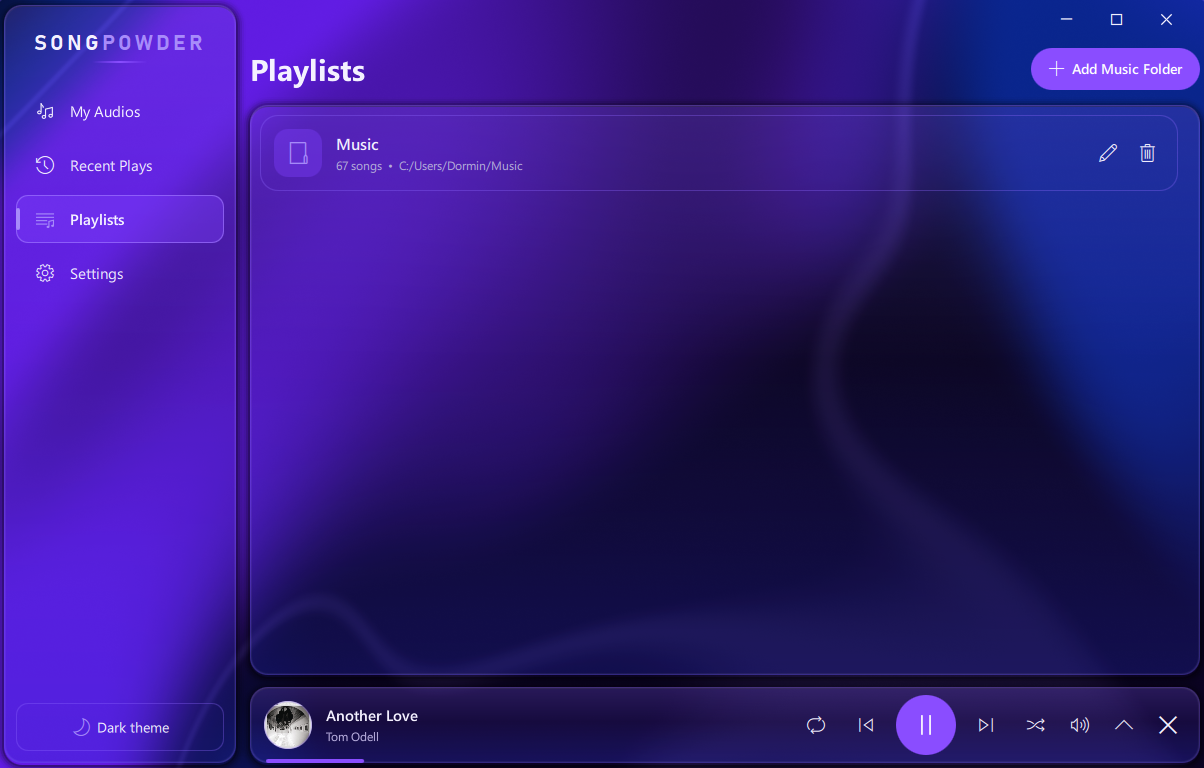 SONGPOWDER
My Audios
Recent Plays
Playlists
Settings
Dark theme
Playlists
Add Music Folder
Music
67 songs • C:/Users/Dormin/Music
Another Love
Tom Odell